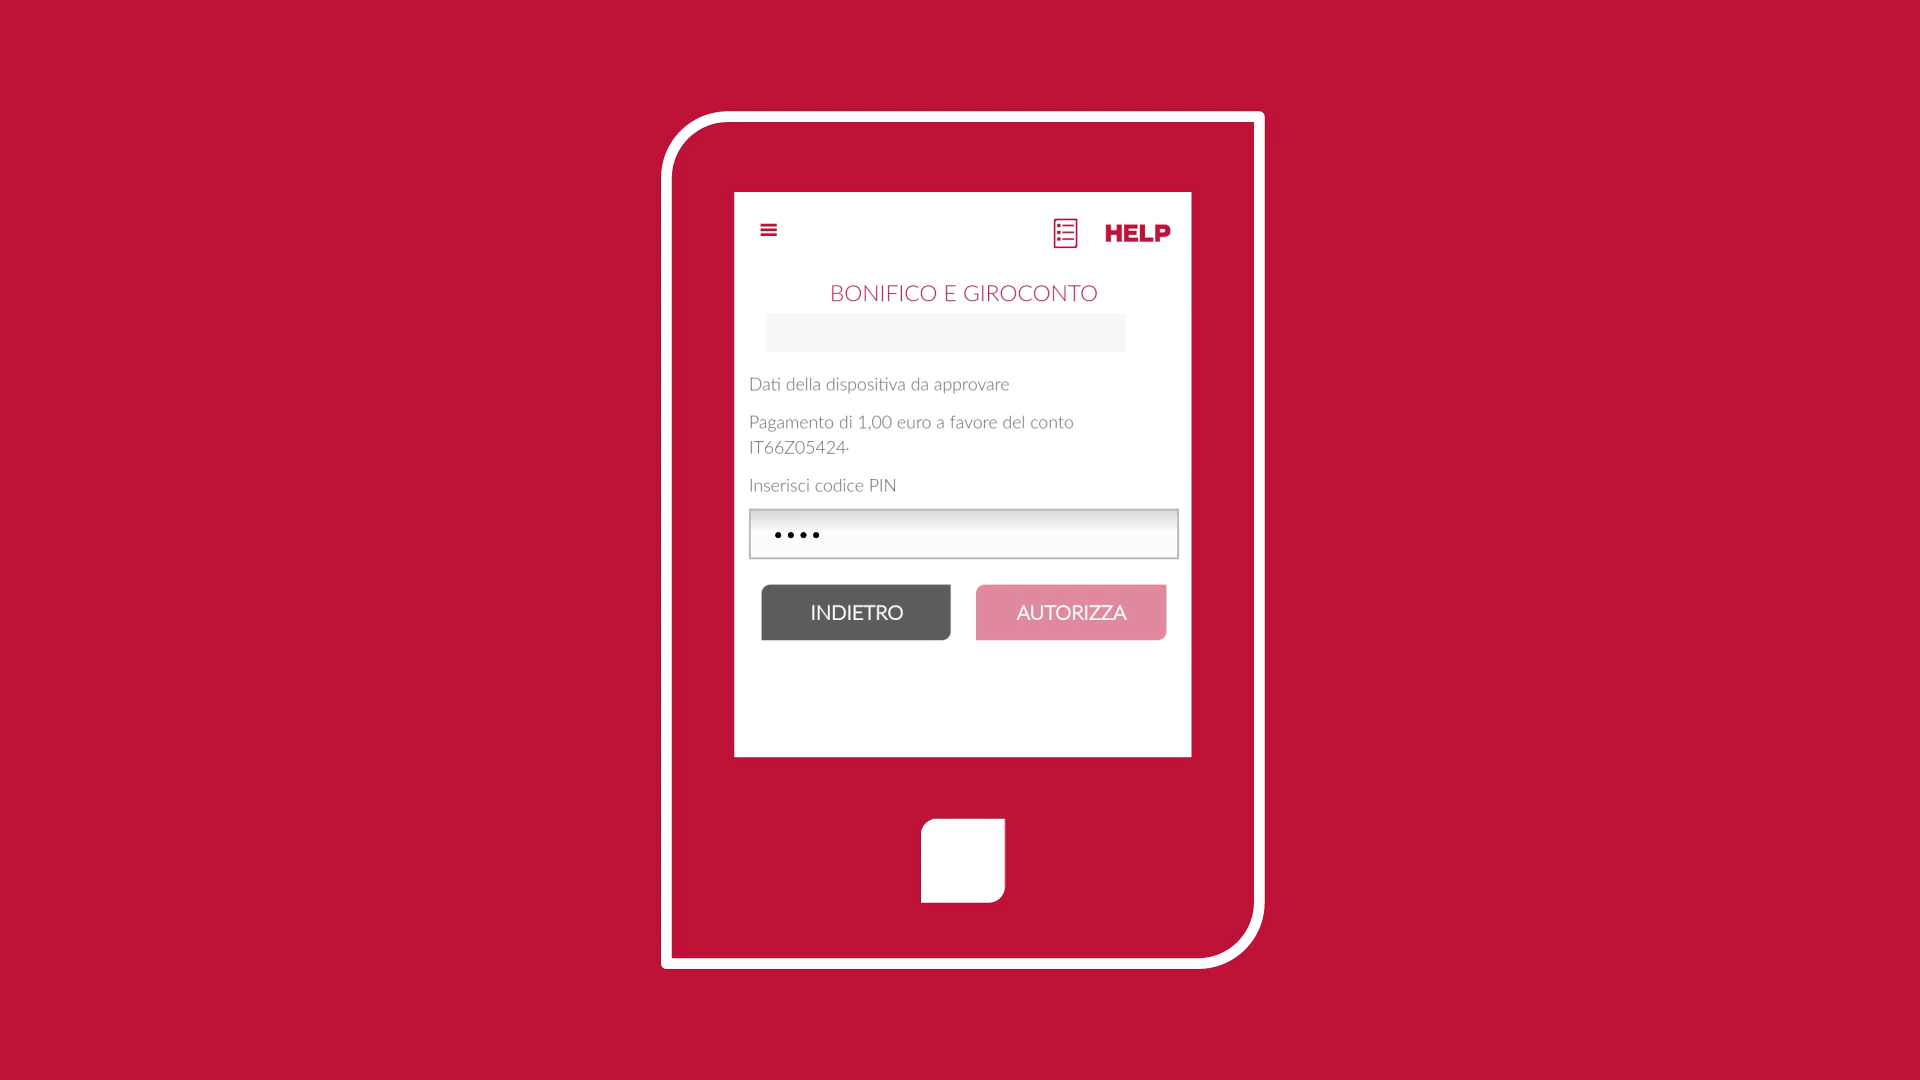 HELP
BONIFICO E GIROCONTO
Dati della dispositiva da approvare
Pagamento di 1,00 euro a favore del conto
IT66Z05424
Inserisci codice PIN
••••
INDIETRO
AUTORIZZA